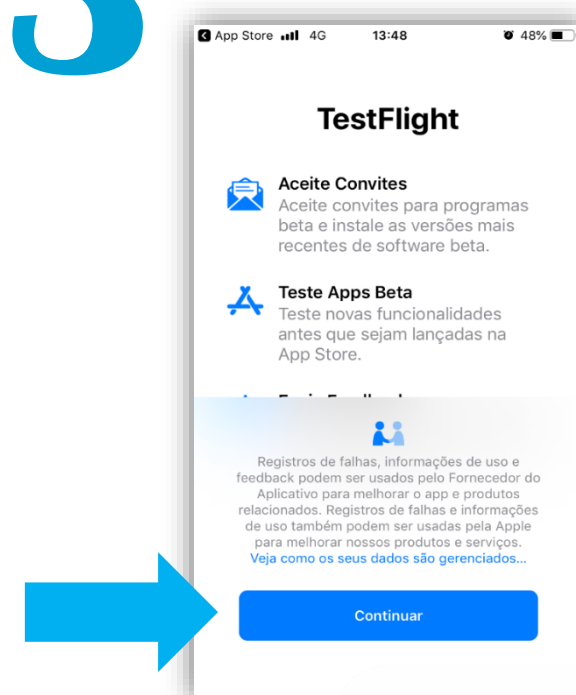 App Store 4G 13:48 48%
TestFlight
Aceite Convites
Aceite convites para programas
beta e instale as versões mais
recentes de software beta.
Teste Apps Beta
Teste novas funcionalidades
antes que sejam lançadas na
App Store.
Registros de falhas, informações de uso e
feedback podem ser usados pelo Fornecedor do
Aplicativo para melhorar o app e produtos
relacionados. Registros de falhas e informações
de uso também podem ser usadas pela Apple
para melhorar nossos produtos e serviços.
Veja como os seus dados são gerenciados...
Continuar